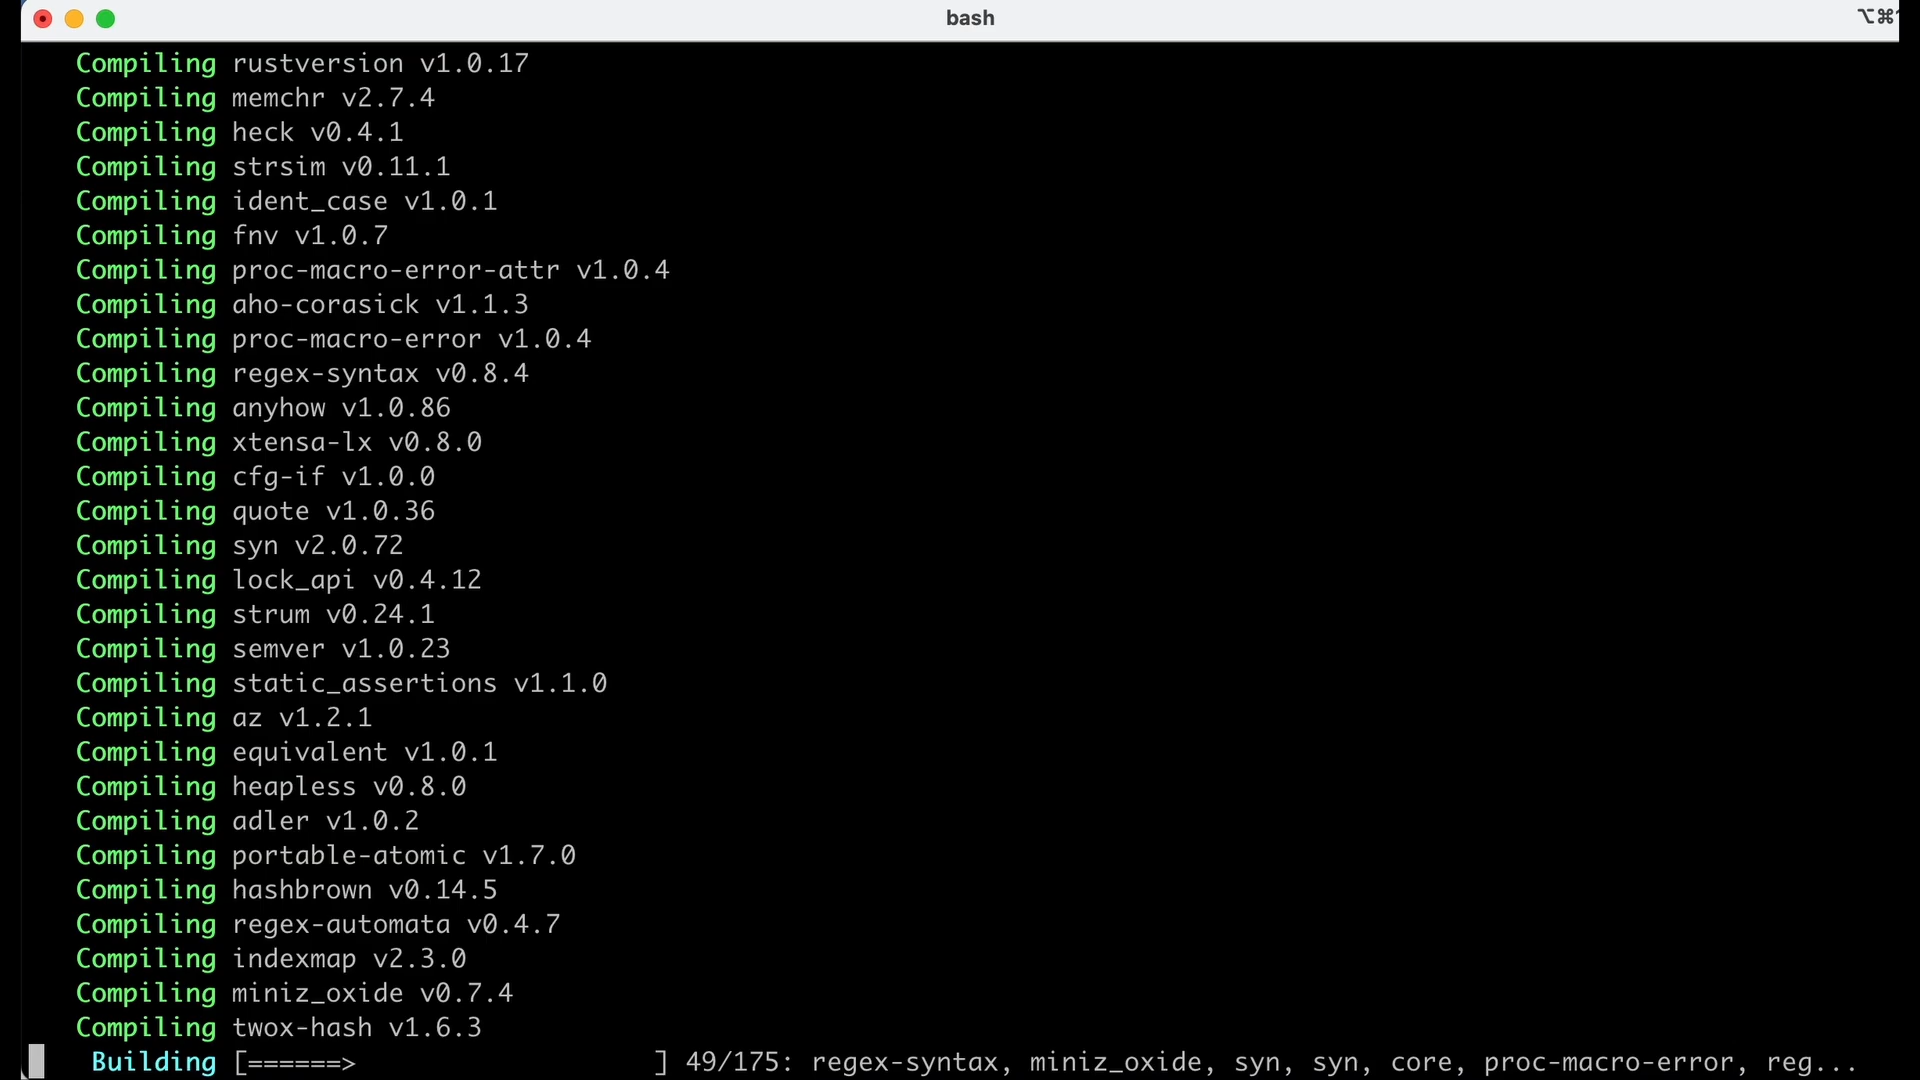 bash
⌥⌘
Compiling rustversion v1.0.17
Compiling memchr v2.7.4
Compiling heck v0.4.1
Compiling strsim v0.11.1
Compiling ident_case v1.0.1
Compiling fnv v1.0.7
Compiling proc-macro-error-attr v1.0.4
Compiling aho-corasick v1.1.3
Compiling proc-macro-error v1.0.4
Compiling regex-syntax v0.8.4
Compiling anyhow v1.0.86
Compiling xtensa-lx v0.8.0
Compiling cfg-if v1.0.0
Compiling quote v1.0.36
Compiling syn v2.0.72
Compiling lock_api v0.4.12
Compiling strum v0.24.1
Compiling semver v1.0.23
Compiling static_assertions v1.1.0
Compiling az v1.2.1
Compiling equivalent v1.0.1
Compiling heapless v0.8.0
Compiling adler v1.0.2
Compiling portable-atomic v1.7.0
Compiling hashbrown v0.14.5
Compiling regex-automata v0.4.7
Compiling indexmap v2.3.0
Compiling miniz_oxide v0.7.4
Compiling twox-hash v1.6.3
Building [======>                   ] 49/175: regex-syntax, miniz_oxide, syn, syn, core, proc-macro-error, reg...